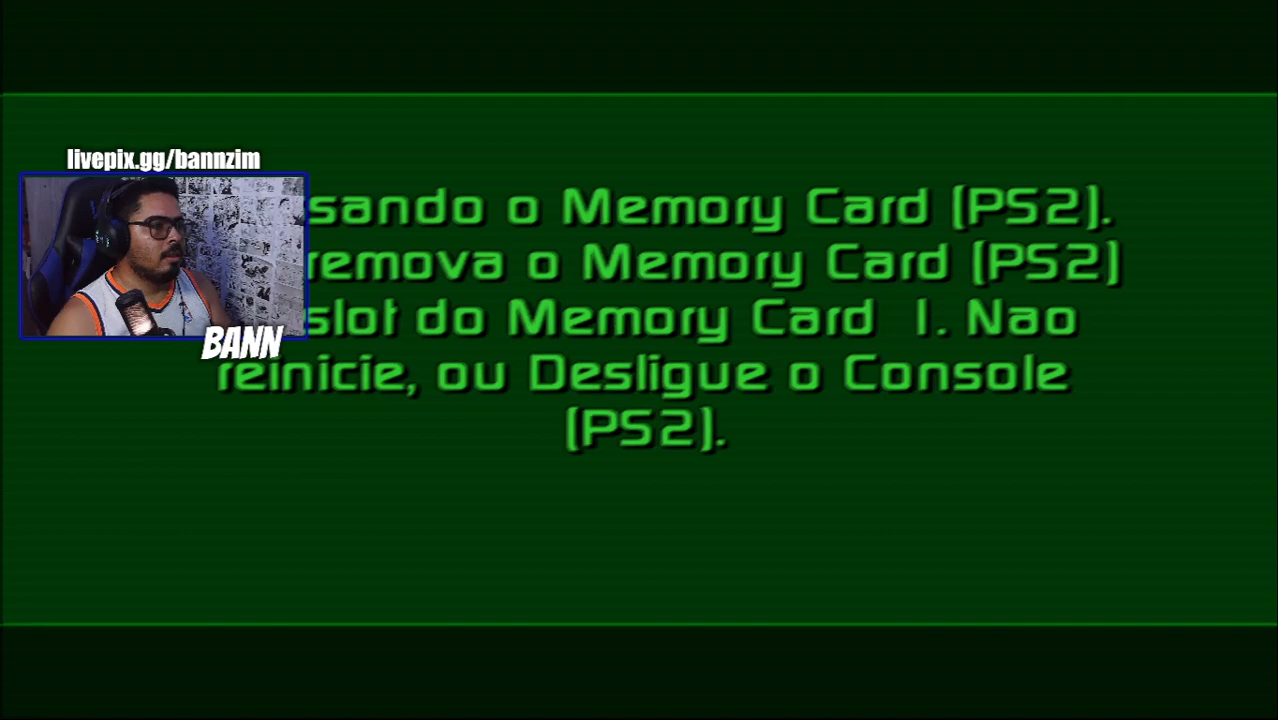 livepix.gg/bannzim
sando o Memory Card (PS2).
remova o Memory Card (PS2)
slot do Memory Card 1. Nao
BANN
reinicie, ou Desligue o Console
(PS2).